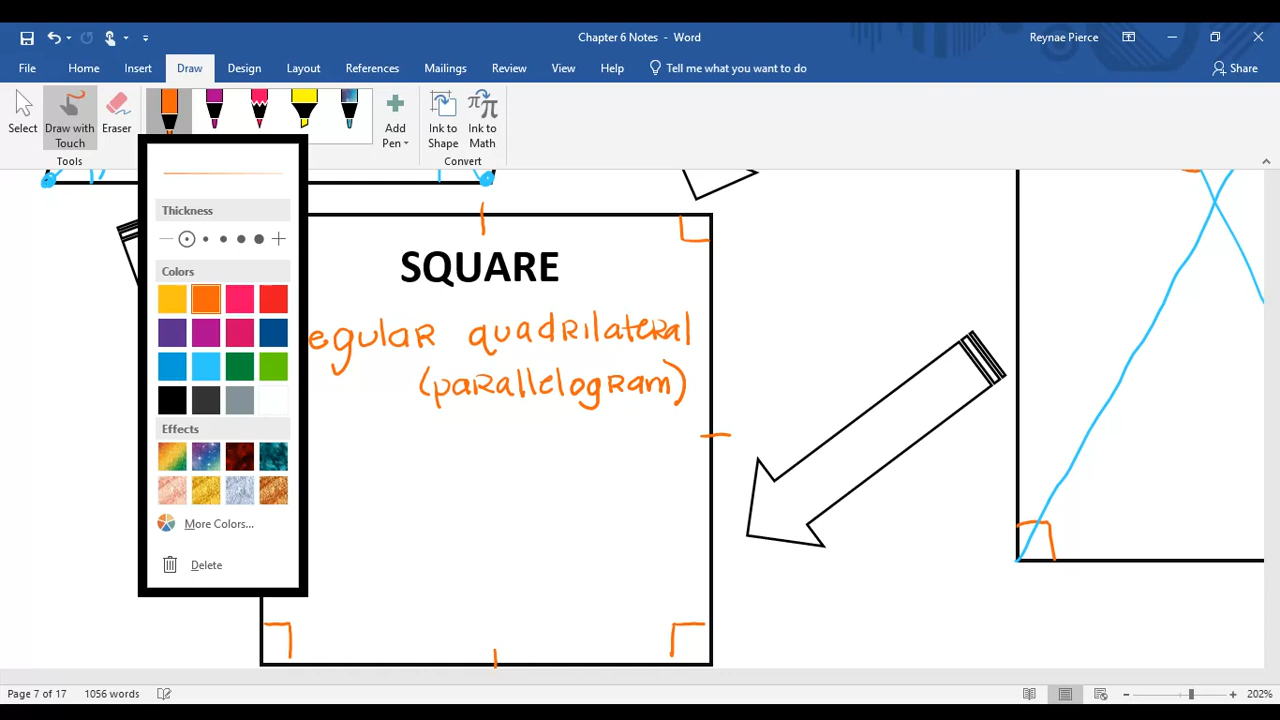 Chapter 6 Notes - Word
Reynae Pierce
File Home Insert Draw Design Layout References Mailings Review View Help Tell me what you want to do Share
Select
Draw with Touch
Eraser
Add Pen
Ink to Shape
Ink to Math
Tools
Convert
Thickness
Colors
Effects
More Colors...
Delete
SQUARE
egular quadrilateral
(parallelogram)
Page 7 of 17 1056 words 202%